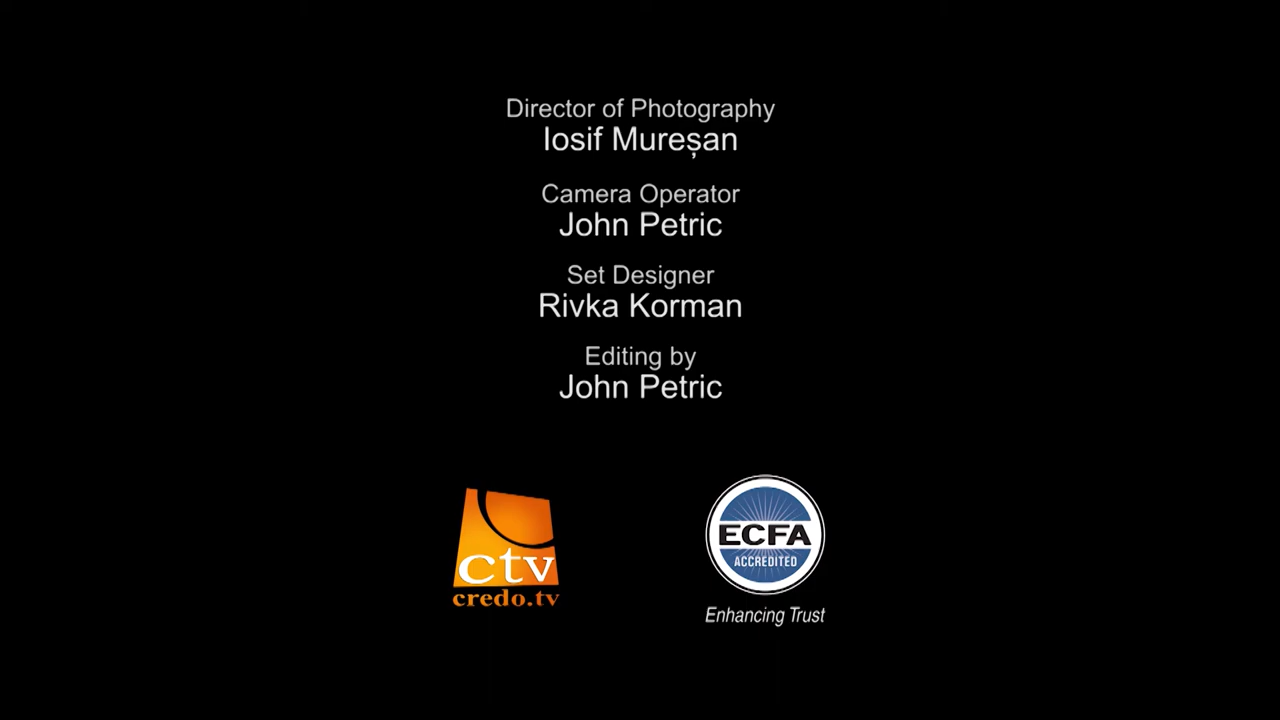 Director of Photography
Iosif Mureșan
Camera Operator
John Petric
Set Designer
Rivka Korman
Editing by
John Petric
ctv
credo.tv
ECFA
ACCREDITED
Enhancing Trust